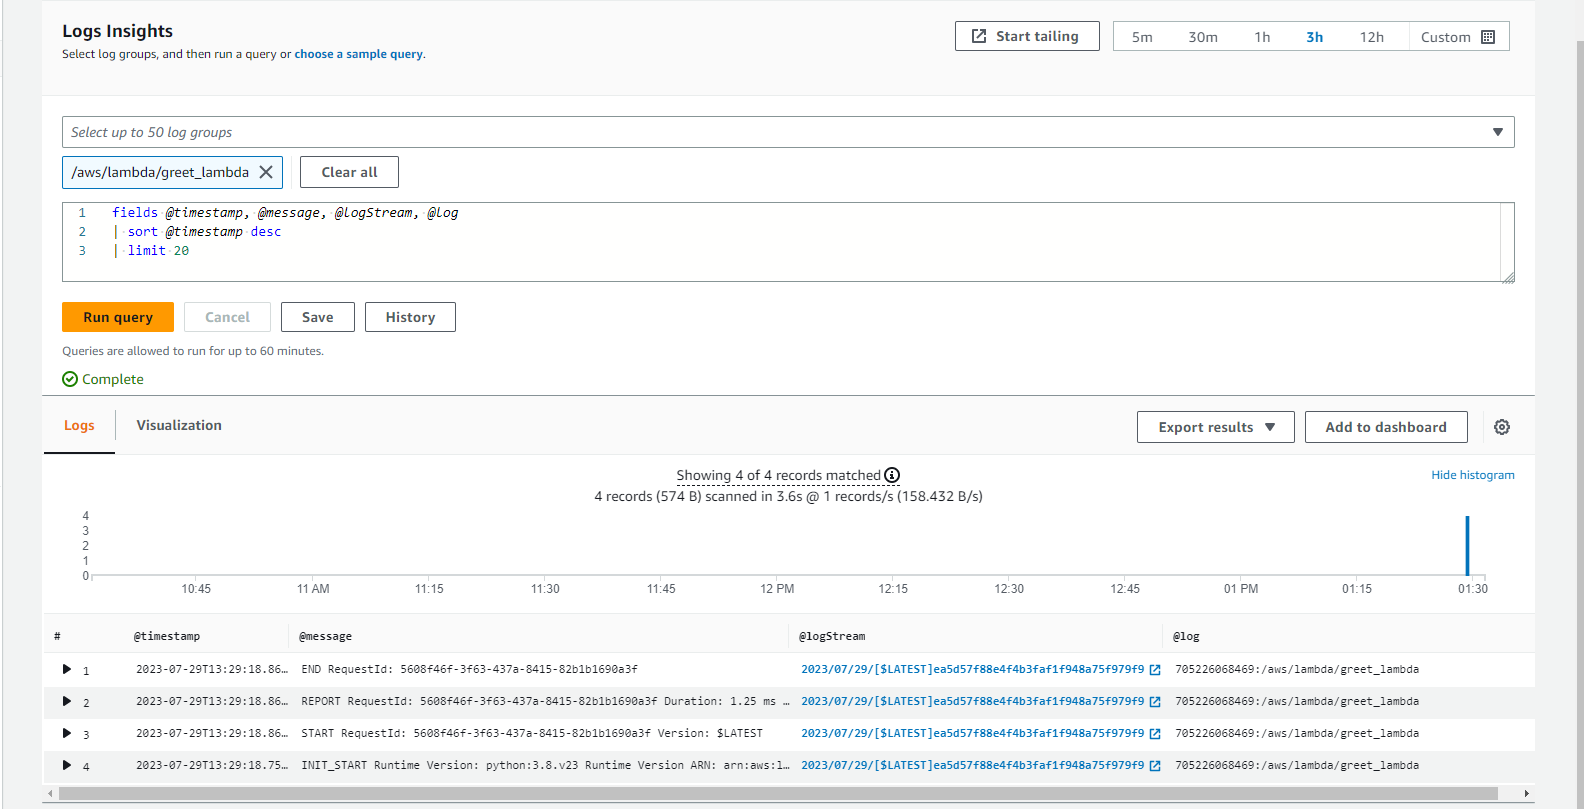 Logs Insights
Select log groups, and then run a query or choose a sample query.
Start tailing
5m 30m 1h 3h 12h Custom
Select up to 50 log groups
/aws/lambda/greet_lambda
Clear all
1 fields @timestamp, @message, @logStream, @log
2 | sort @timestamp desc
3 | limit 20
Run query Cancel Save History
Queries are allowed to run for up to 60 minutes.
Complete
Logs Visualization
Export results Add to dashboard
Showing 4 of 4 records matched
Hide histogram
4 records (574 B) scanned in 3.6s @ 1 records/s (158.432 B/s)
4
3
2
1
0
10:45 11 AM 11:15 11:30 11:45 12 PM 12:15 12:30 12:45 01 PM 01:15 01:30
# @timestamp @message @logStream @log
1 2023-07-29T13:29:18.86… END RequestId: 5608f46f-3f63-437a-8415-82b1b1690a3f 2023/07/29/[$LATEST]ea5d57f88e4f4b3faf1f948a75f979f9 705226068469:/aws/lambda/greet_lambda
2 2023-07-29T13:29:18.86… REPORT RequestId: 5608f46f-3f63-437a-8415-82b1b1690a3f Duration: 1.25 ms … 2023/07/29/[$LATEST]ea5d57f88e4f4b3faf1f948a75f979f9 705226068469:/aws/lambda/greet_lambda
3 2023-07-29T13:29:18.86… START RequestId: 5608f46f-3f63-437a-8415-82b1b1690a3f Version: $LATEST 2023/07/29/[$LATEST]ea5d57f88e4f4b3faf1f948a75f979f9 705226068469:/aws/lambda/greet_lambda
4 2023-07-29T13:29:18.75… INIT_START Runtime Version: python:3.8.v23 Runtime Version ARN: arn:aws:l… 2023/07/29/[$LATEST]ea5d57f88e4f4b3faf1f948a75f979f9 705226068469:/aws/lambda/greet_lambda